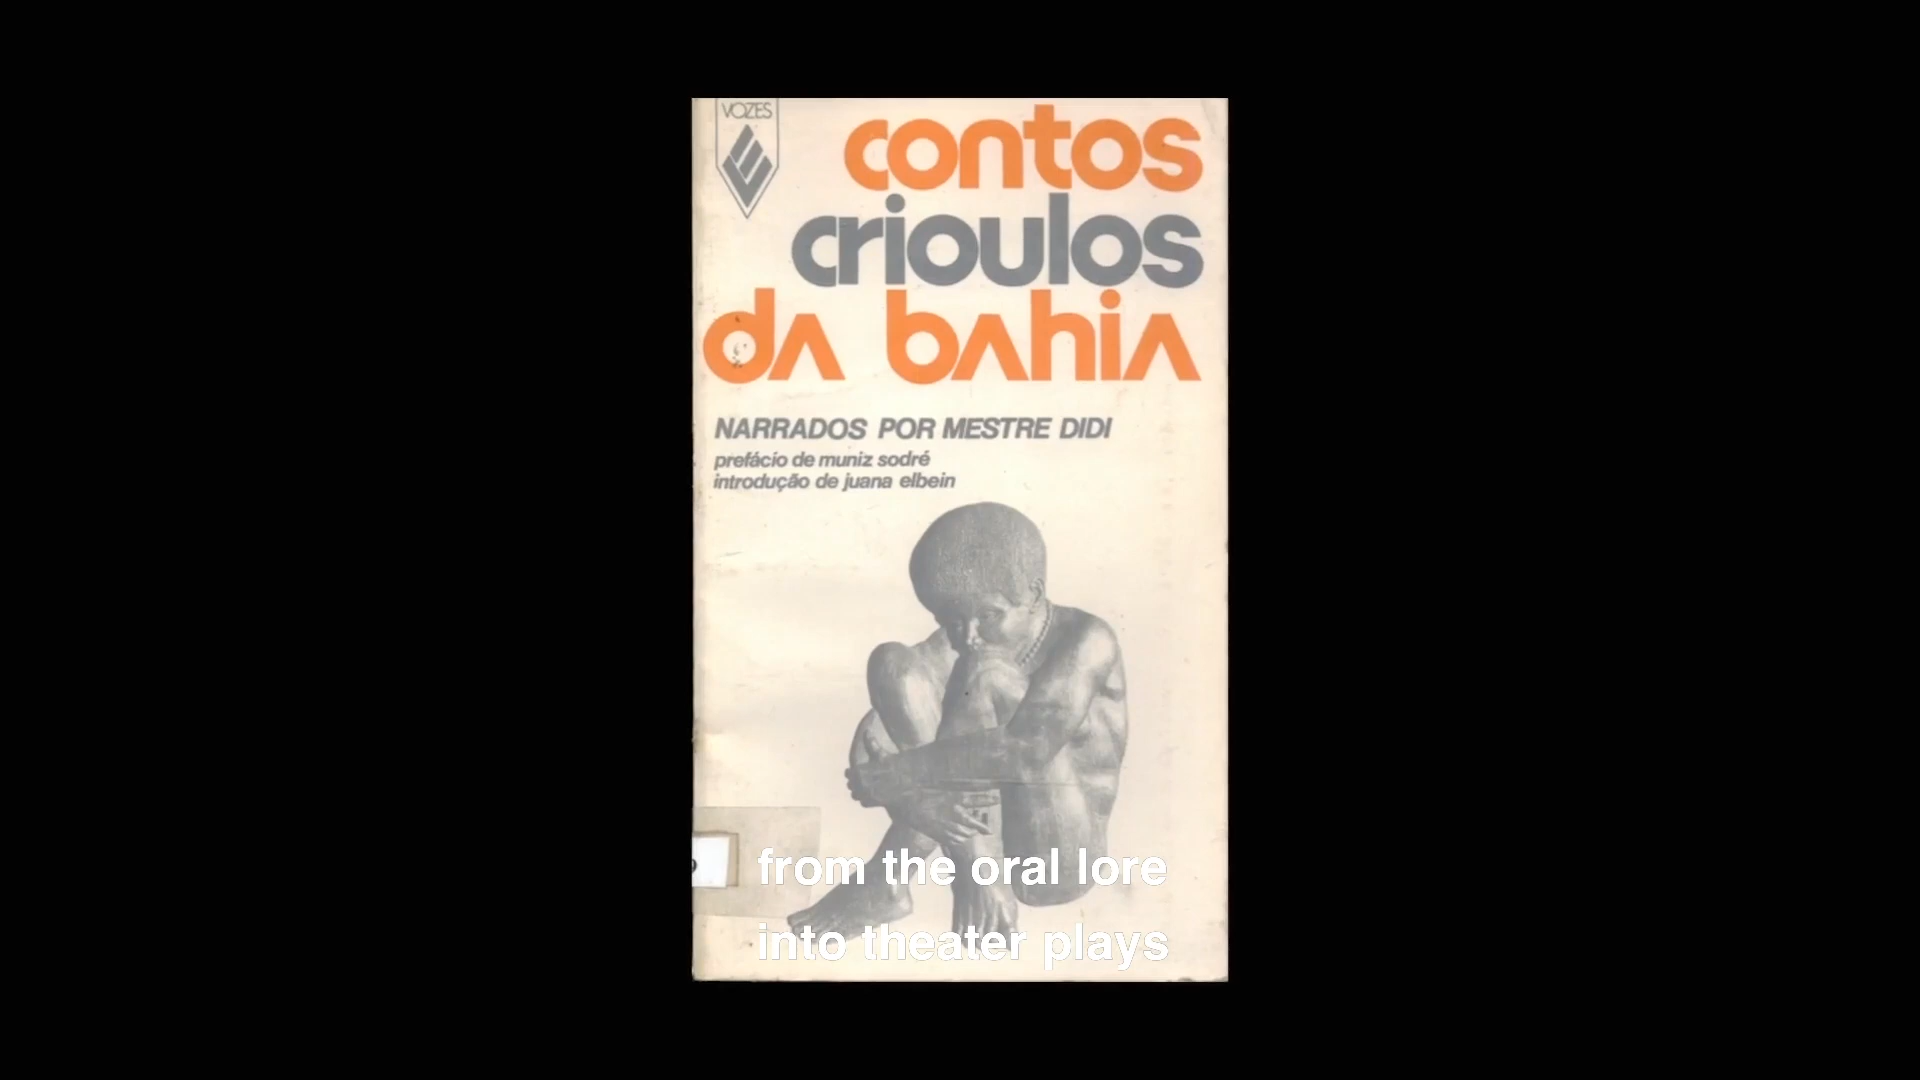 VOZES
contos
crioulos
da bahia
NARRADOS POR MESTRE DIDI
prefácio de muniz sodré
introdução de juana elbein
from the oral lore
into theater plays